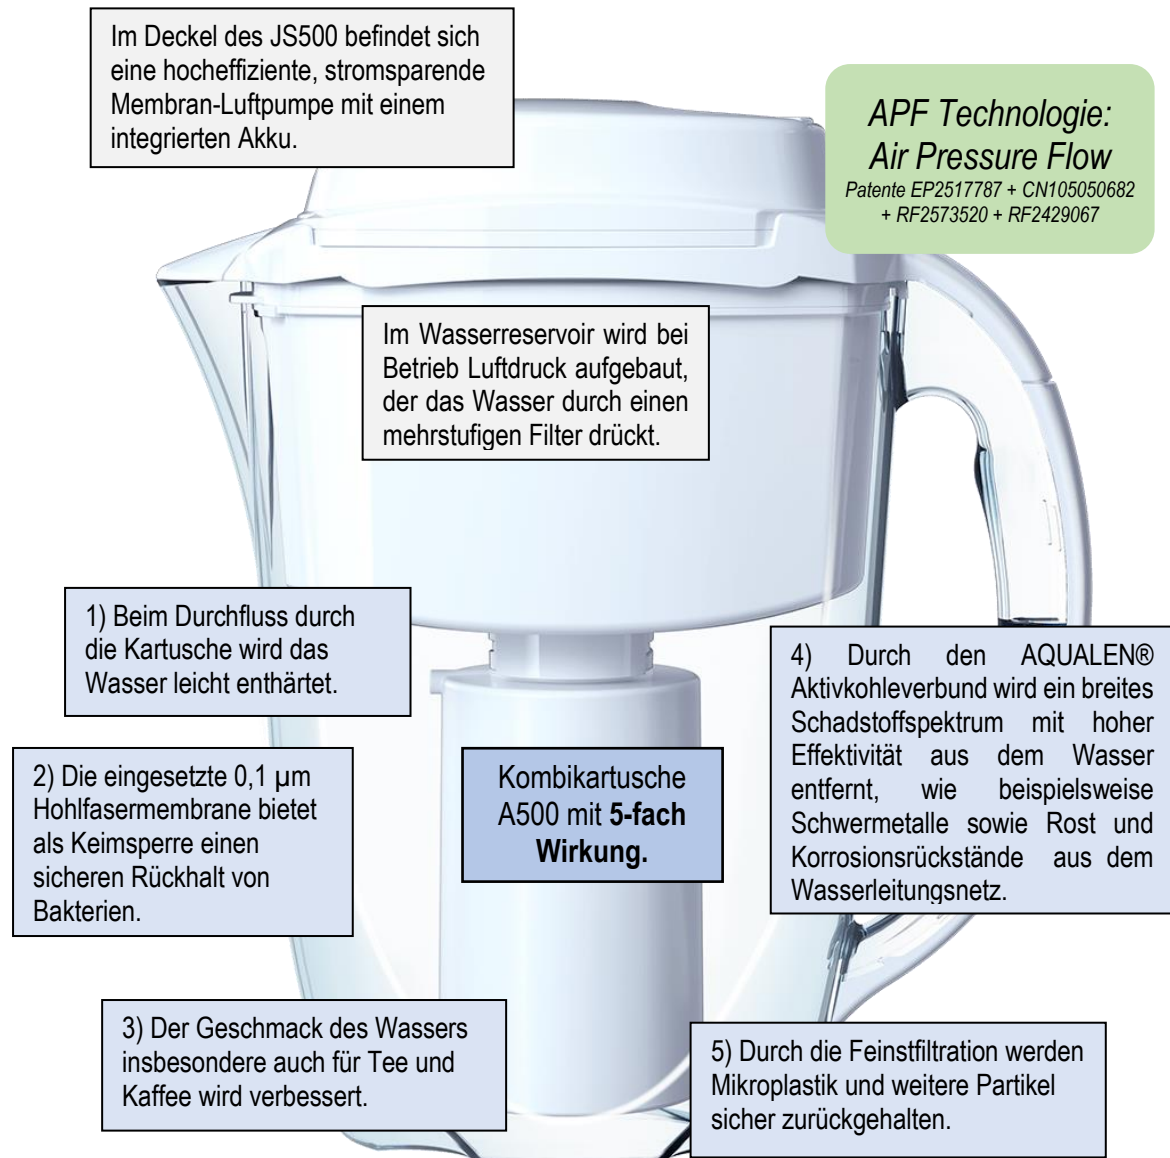 Im Deckel des JS500 befindet sich
eine hocheffiziente, stromsparende
Membran-Luftpumpe mit einem
integrierten Akku.
APF Technologie:
Air Pressure Flow
Patente EP2517787 + CN105050682
+ RF2573520 + RF2429067
Im Wasserreservoir wird bei
Betrieb Luftdruck aufgebaut,
der das Wasser durch einen
mehrstufigen Filter drückt.
1) Beim Durchfluss durch
die Kartusche wird das
Wasser leicht enthärtet.
2) Die eingesetzte 0,1 µm
Hohlfasermembrane bietet
als Keimsperre einen
sicheren Rückhalt von
Bakterien.
Kombikartusche
A500 mit 5-fach
Wirkung.
3) Der Geschmack des Wassers
insbesondere auch für Tee und
Kaffee wird verbessert.
4) Durch den AQUALEN®
Aktivkohleverbund wird ein breites
Schadstoffspektrum mit hoher
Effektivität aus dem Wasser
entfernt, wie beispielsweise
Schwermetalle sowie Rost und
Korrosionsrückstände aus dem
Wasserleitungsnetz.
5) Durch die Feinstfiltration werden
Mikroplastik und weitere Partikel
sicher zurückgehalten.